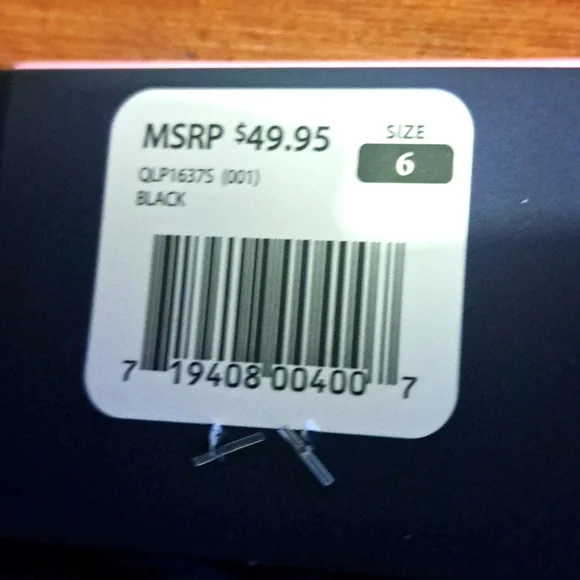 MSRP $49.95
SIZE
6
QLP1637S (001)
BLACK
7 19408 00400 7